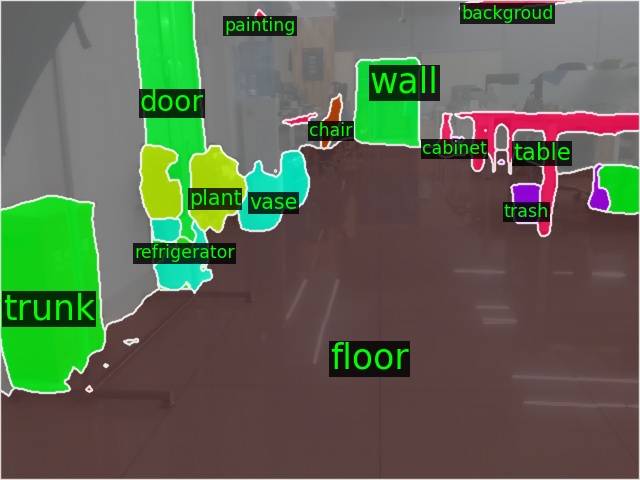 backgroud
painting
wall
door
chair
cabinet
table
plant
vase
trash
refrigerator
trunk
floor